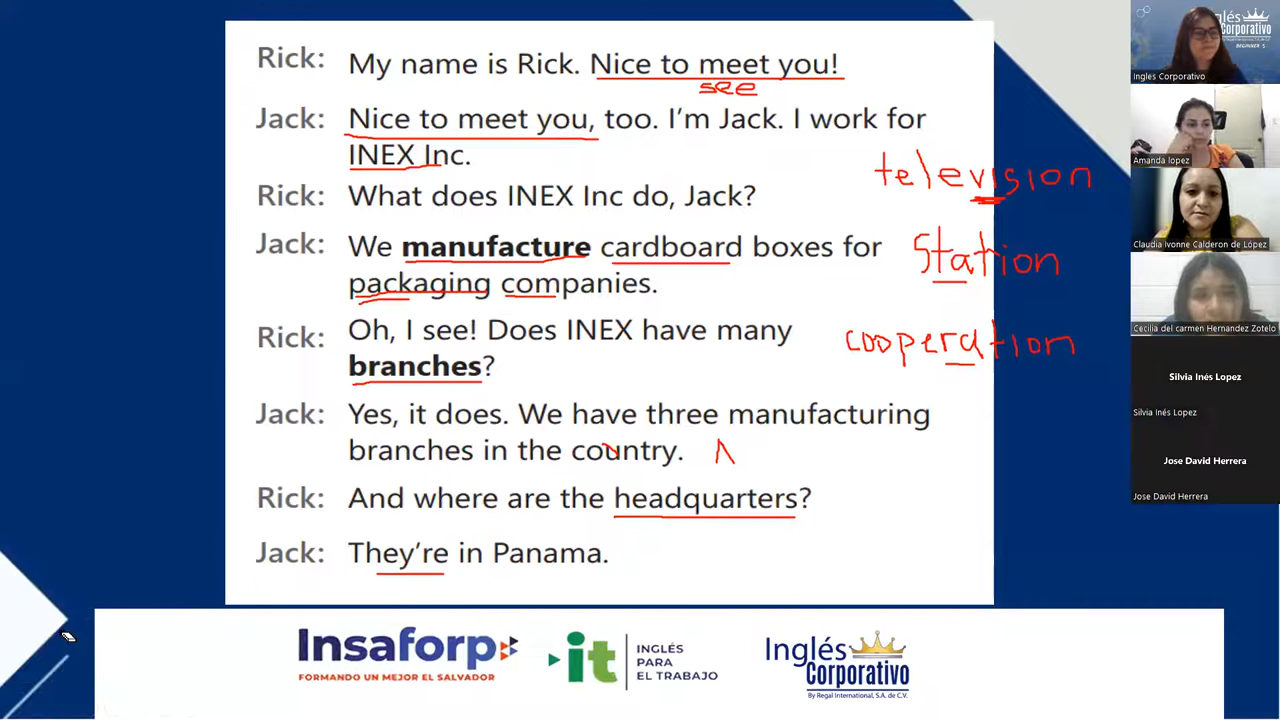 Rick: My name is Rick. Nice to meet you!
see
Jack: Nice to meet you, too. I'm Jack. I work for
INEX Inc.
Rick: What does INEX Inc do, Jack?
Jack: We manufacture cardboard boxes for
packaging companies.
Rick: Oh, I see! Does INEX have many
branches?
Jack: Yes, it does. We have three manufacturing
branches in the country. ʌ
Rick: And where are the headquarters?
Jack: They're in Panama.
television
Station
cooperation
Insaforp
FORMANDO UN MEJOR EL SALVADOR
it
INGLÉS
PARA
EL TRABAJO
Inglés
Corporativo
By Regal International, S.A. de C.V.
Inglés
Corporativo
BEGINNER 5
Ingles Corporativo
Amanda lopez
Claudia Ivonne Calderon de López
Cecilia del carmen Hernandez Zotelo
Silvia Inés Lopez
Silvia Inés Lopez
Jose David Herrera
Jose David Herrera